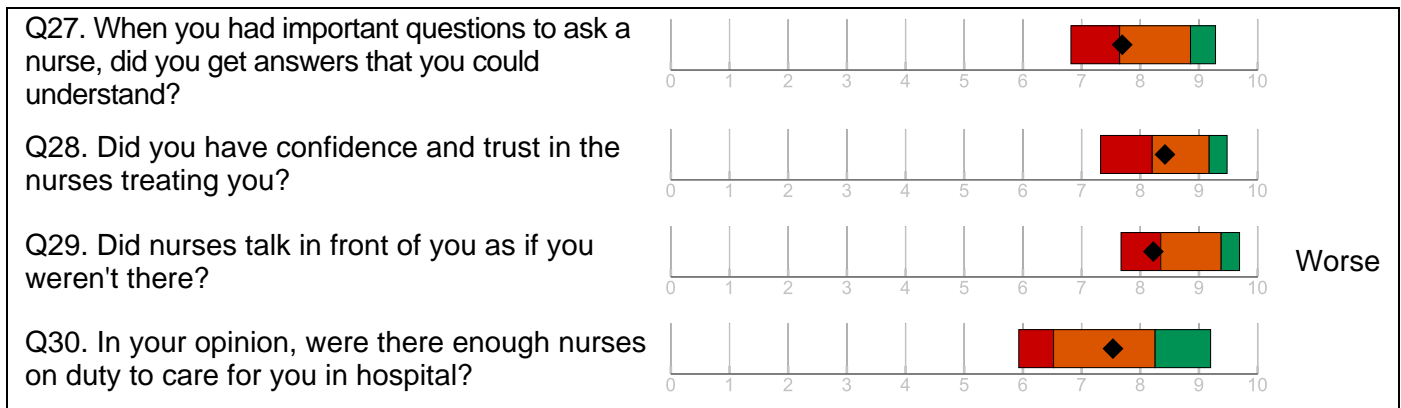 Q27. When you had important questions to ask a
nurse, did you get answers that you could
understand?
0 1 2 3 4 5 6 7 8 9 10
Q28. Did you have confidence and trust in the
nurses treating you?
0 1 2 3 4 5 6 7 8 9 10
Q29. Did nurses talk in front of you as if you
weren't there?
0 1 2 3 4 5 6 7 8 9 10
Worse
Q30. In your opinion, were there enough nurses
on duty to care for you in hospital?
0 1 2 3 4 5 6 7 8 9 10